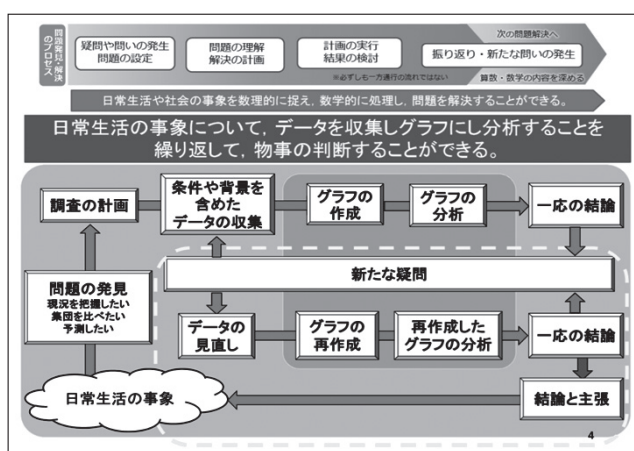 問題発見・解決のプロセス
疑問や問いの発生
問題の設定
問題の理解
解決の計画
計画の実行
結果の検討
次の問題解決へ
振り返り・新たな問いの発生
※必ずしも一方通行の流れではない
算数・数学の内容を深める
日常生活や社会の事象を数理的に捉え，数学的に処理し，問題を解決することができる。
日常生活の事象について，データを収集しグラフにし分析することを
繰り返して，物事の判断することができる。
調査の計画
条件や背景を
含めた
データの収集
グラフの
作成
グラフの
分析
一応の結論
新たな疑問
問題の発見
現況を把握したい
集団を比べたい
予測したい
データの
見直し
グラフの
再作成
再作成した
グラフの分析
一応の結論
日常生活の事象
結論と主張
4